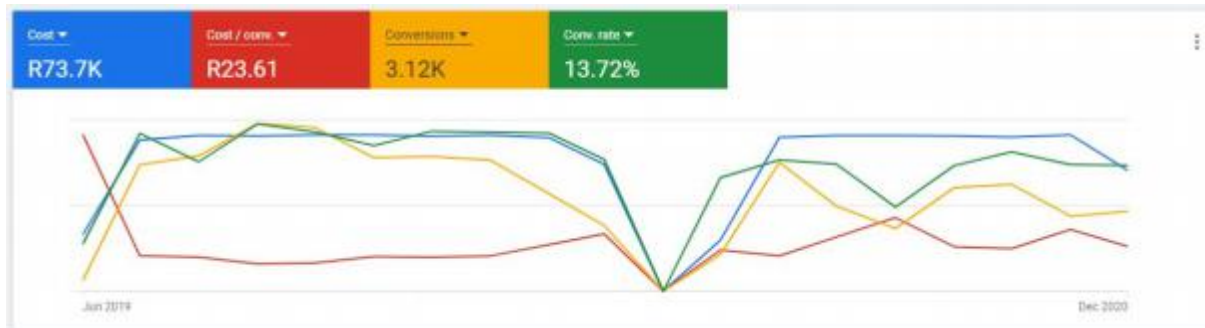 Cost
R73.7K
Cost / conv.
R23.61
Conversions
3.12K
Conv. rate
13.72%
Jun 2019
Dec 2020